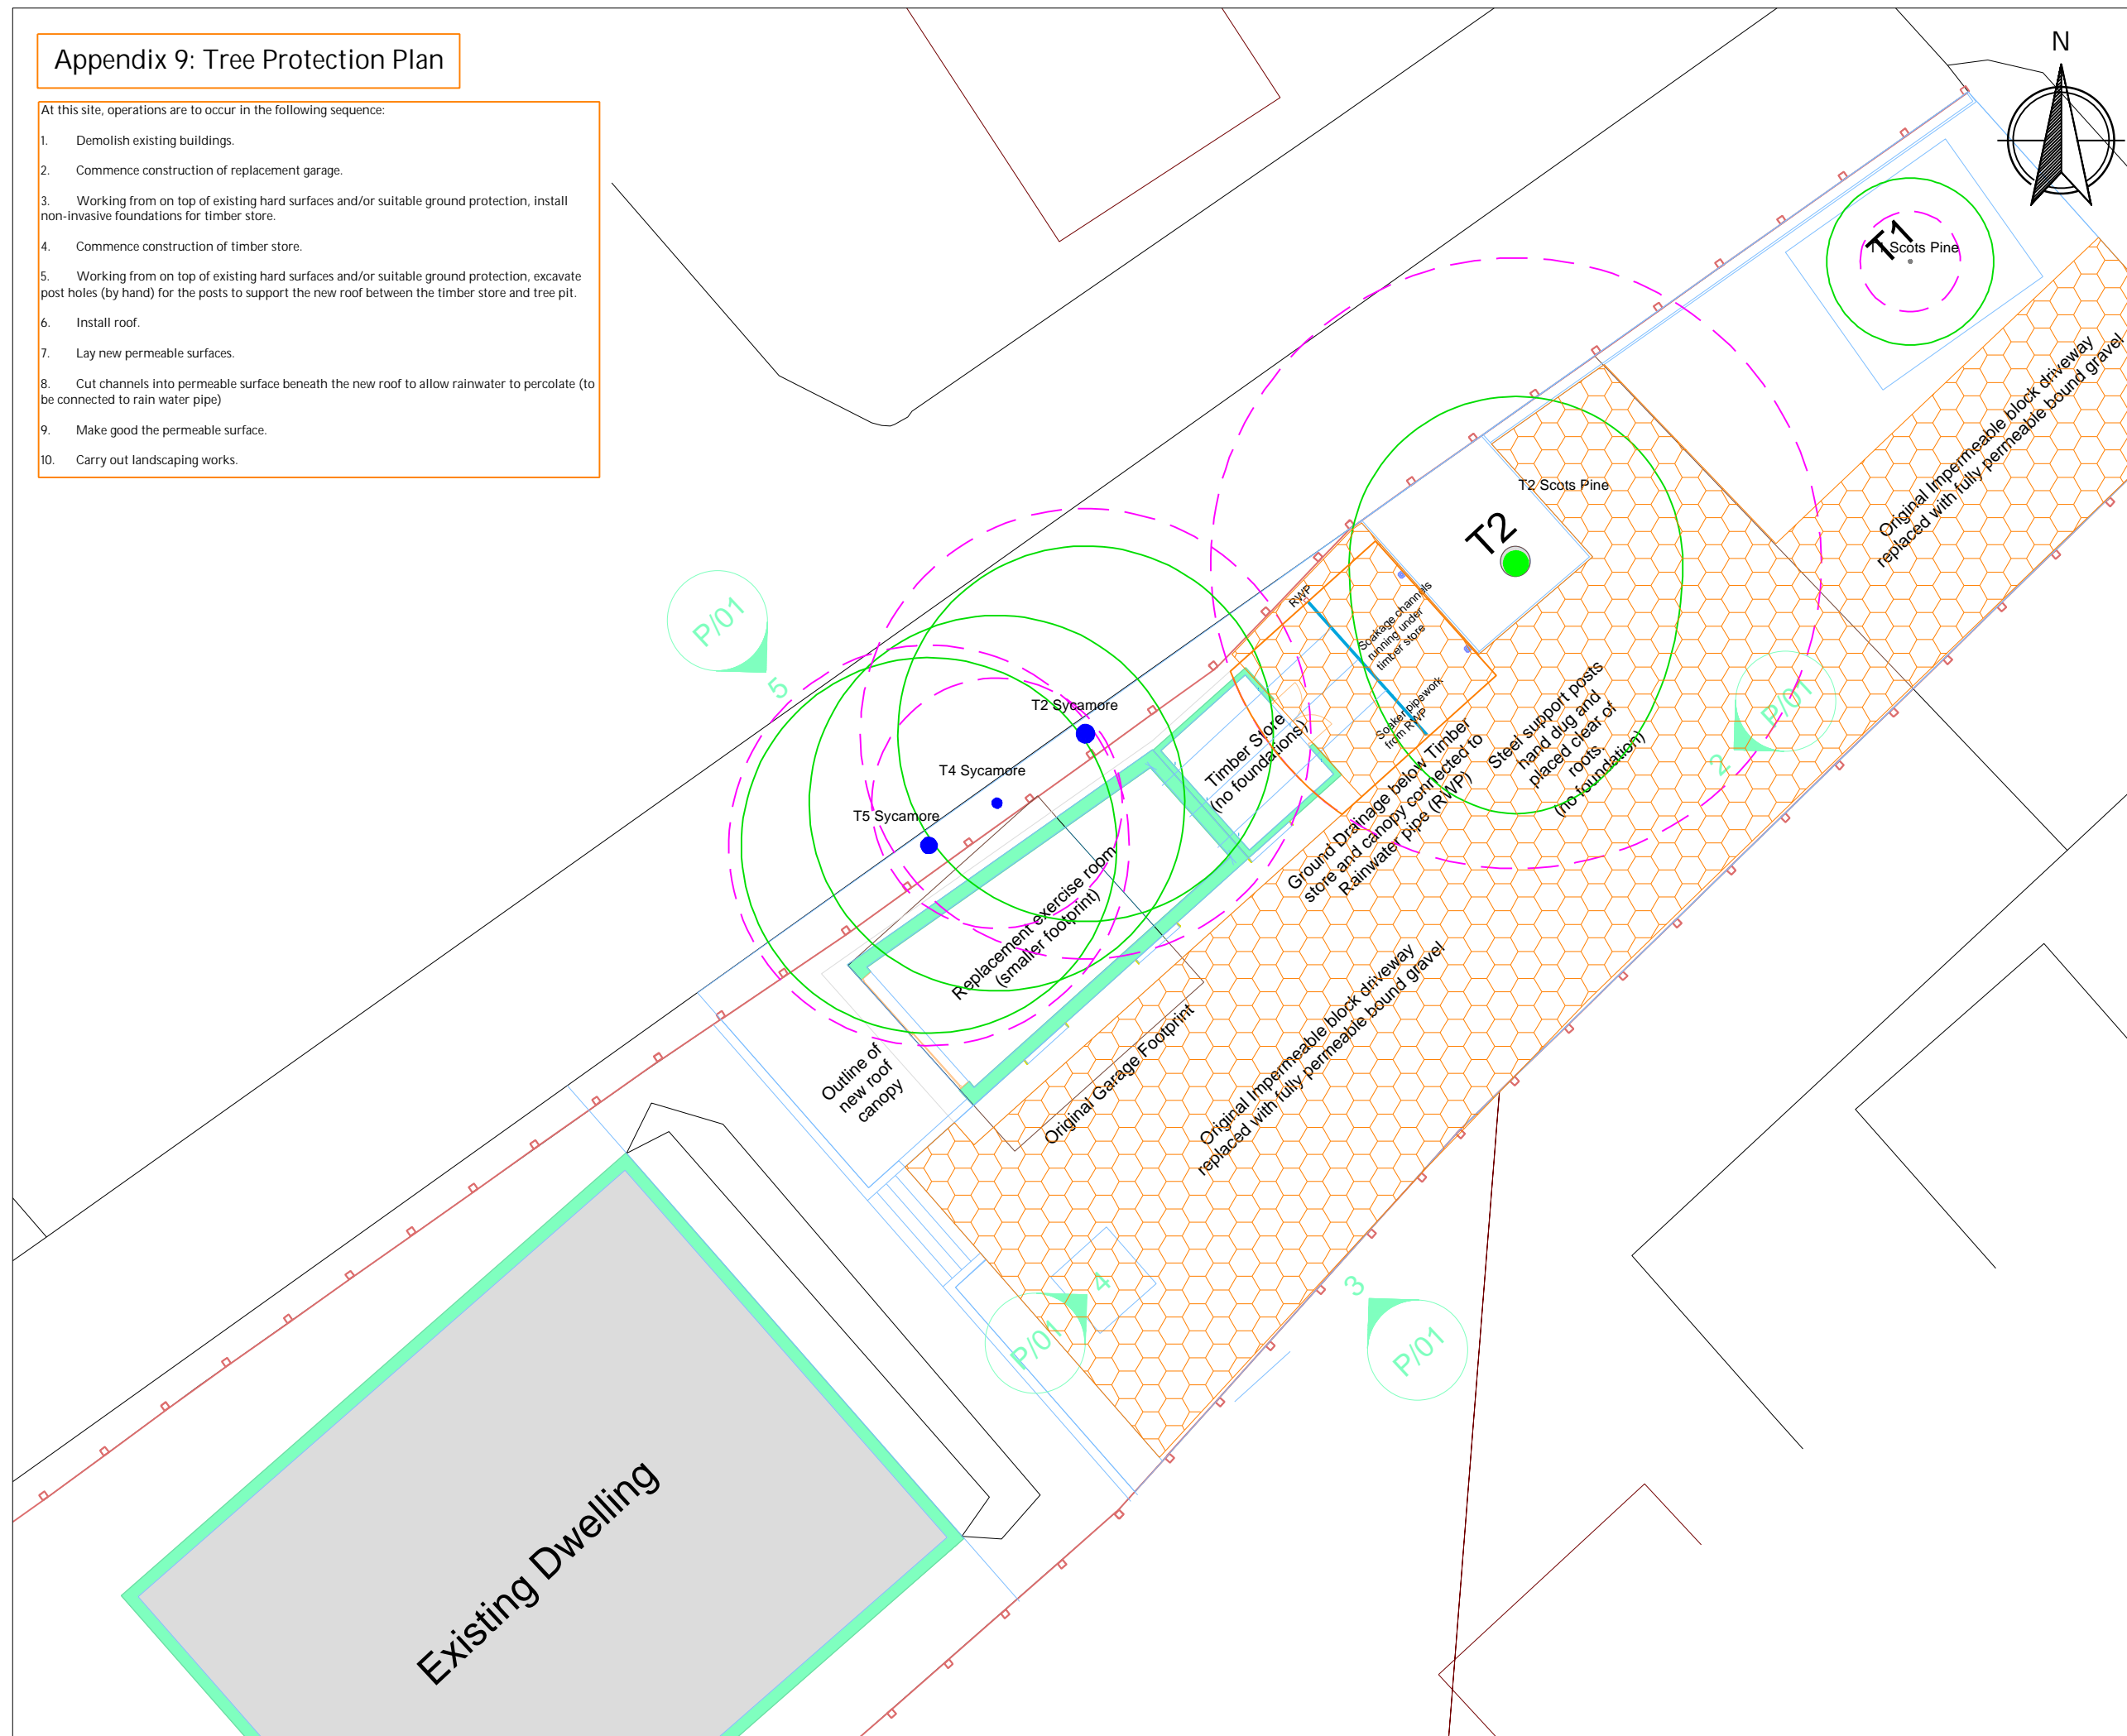 Appendix 9: Tree Protection Plan
At this site, operations are to occur in the following sequence:
1. Demolish existing buildings.
2. Commence construction of replacement garage.
3. Working from on top of existing hard surfaces and/or suitable ground protection, install
non-invasive foundations for timber store.
4. Commence construction of timber store.
5. Working from on top of existing hard surfaces and/or suitable ground protection, excavate
post holes (by hand) for the posts to support the new roof between the timber store and tree pit.
6. Install roof.
7. Lay new permeable surfaces.
8. Cut channels into permeable surface beneath the new roof to allow rainwater to percolate (to
be connected to rain water pipe)
9. Make good the permeable surface.
10. Carry out landscaping works.
N
T1
T1 Scots Pine
Original Impermeable block driveway
replaced with fully permeable bound gravel
T2 Scots Pine
T2
RWP
Soakage channels
running under
timber store
Soaker pipework
from RWP
P/01
5
T2 Sycamore
T4 Sycamore
T5 Sycamore
Timber Store
(no foundations)
Steel support posts
hand dug and
placed clear of
roots.
(no foundation)
P/01
2
Ground Drainage below Timber
store and canopy connected to
Rainwater pipe (RWP)
Replacement exercise room
(smaller footprint)
Outline of
new roof
canopy
Original Garage Footprint
Original Impermeable block driveway
replaced with fully permeable bound gravel
4
P/01
3
P/01
Existing Dwelling